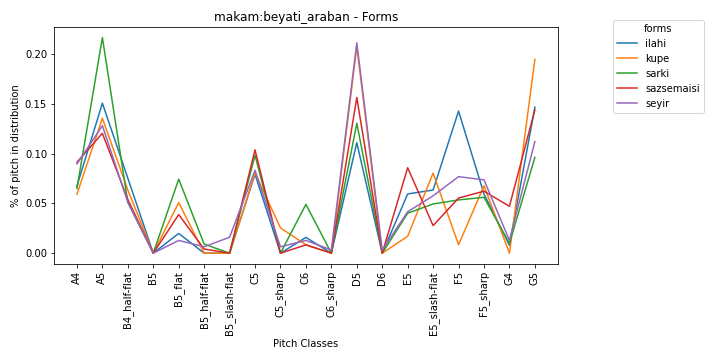 makam:beyati_araban - Forms
% of pitch in distribution
0.20
0.15
0.10
0.05
0.00
A4
A5
B4_half-flat
B5
B5_flat
B5_half-flat
B5_slash-flat
C5
C5_sharp
C6
C6_sharp
D5
D6
E5
E5_slash-flat
F5
F5_sharp
G4
G5
Pitch Classes
forms
ilahi
kupe
sarki
sazsemaisi
seyir